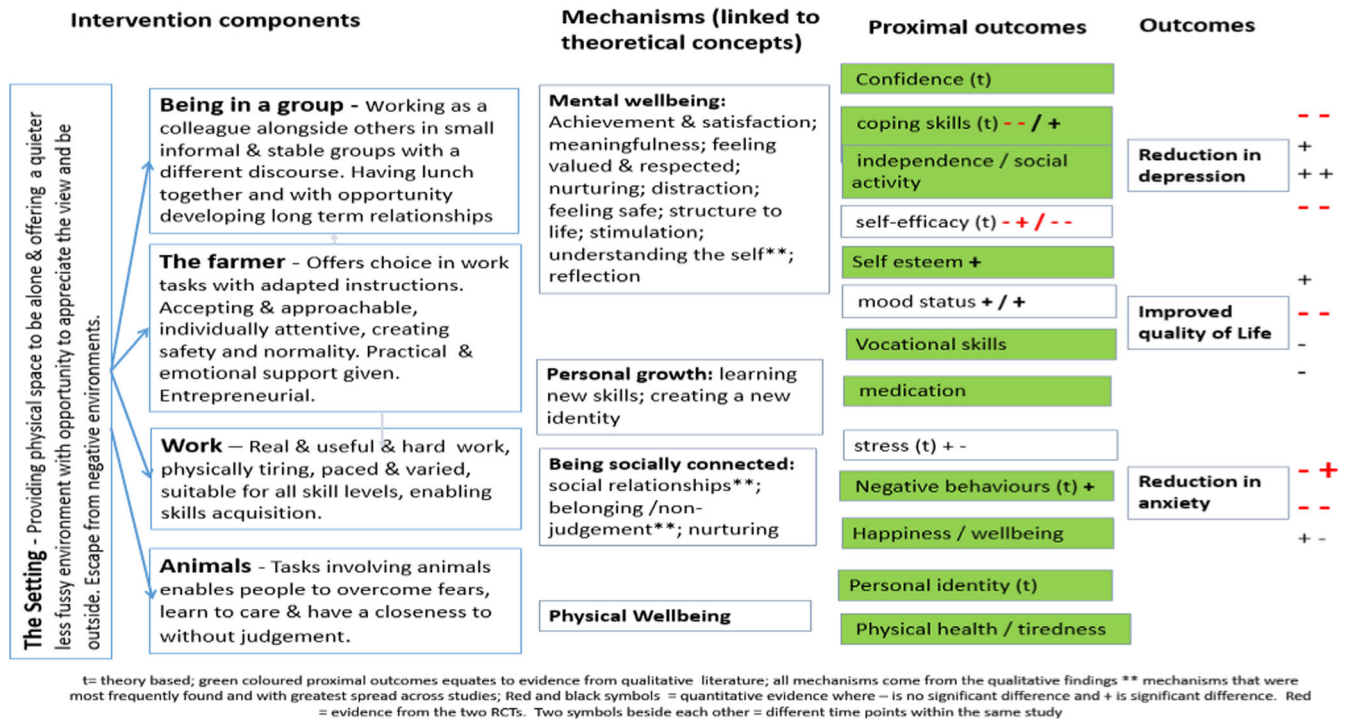 Intervention components
Mechanisms (linked to
theoretical concepts)
Proximal outcomes
Outcomes
The Setting - Providing physical space to be alone & offering a quieter
less fussy environment with opportunity to appreciate the view and be
outside. Escape from negative environments.
Being in a group - Working as a
colleague alongside others in small
informal & stable groups with a
different discourse. Having lunch
together and with opportunity
developing long term relationships
The farmer - Offers choice in work
tasks with adapted instructions.
Accepting & approachable,
individually attentive, creating
safety and normality. Practical &
emotional support given.
Entrepreneurial.
Work – Real & useful & hard work,
physically tiring, paced & varied,
suitable for all skill levels, enabling
skills acquisition.
Animals - Tasks involving animals
enables people to overcome fears,
learn to care & have a closeness to
without judgement.
Mental wellbeing:
Achievement & satisfaction;
meaningfulness; feeling
valued & respected;
nurturing; distraction;
feeling safe; structure to
life; stimulation;
understanding the self**;
reflection
Personal growth: learning
new skills; creating a new
identity
Being socially connected:
social relationships**;
belonging /non-
judgement**; nurturing
Physical Wellbeing
Confidence (t)
coping skills (t) - - / +
independence / social
activity
self-efficacy (t) - + / - -
Self esteem +
mood status + / +
Vocational skills
medication
stress (t) + -
Negative behaviours (t) +
Happiness / wellbeing
Personal identity (t)
Physical health / tiredness
Reduction in
depression
- -
+
+ +
- -
Improved
quality of Life
+
- -
-
-
Reduction in
anxiety
- +
- -
+ -
t= theory based; green coloured proximal outcomes equates to evidence from qualitative literature; all mechanisms come from the qualitative findings ** mechanisms that were
most frequently found and with greatest spread across studies; Red and black symbols = quantitative evidence where – is no significant difference and + is significant difference. Red
= evidence from the two RCTs. Two symbols beside each other = different time points within the same study